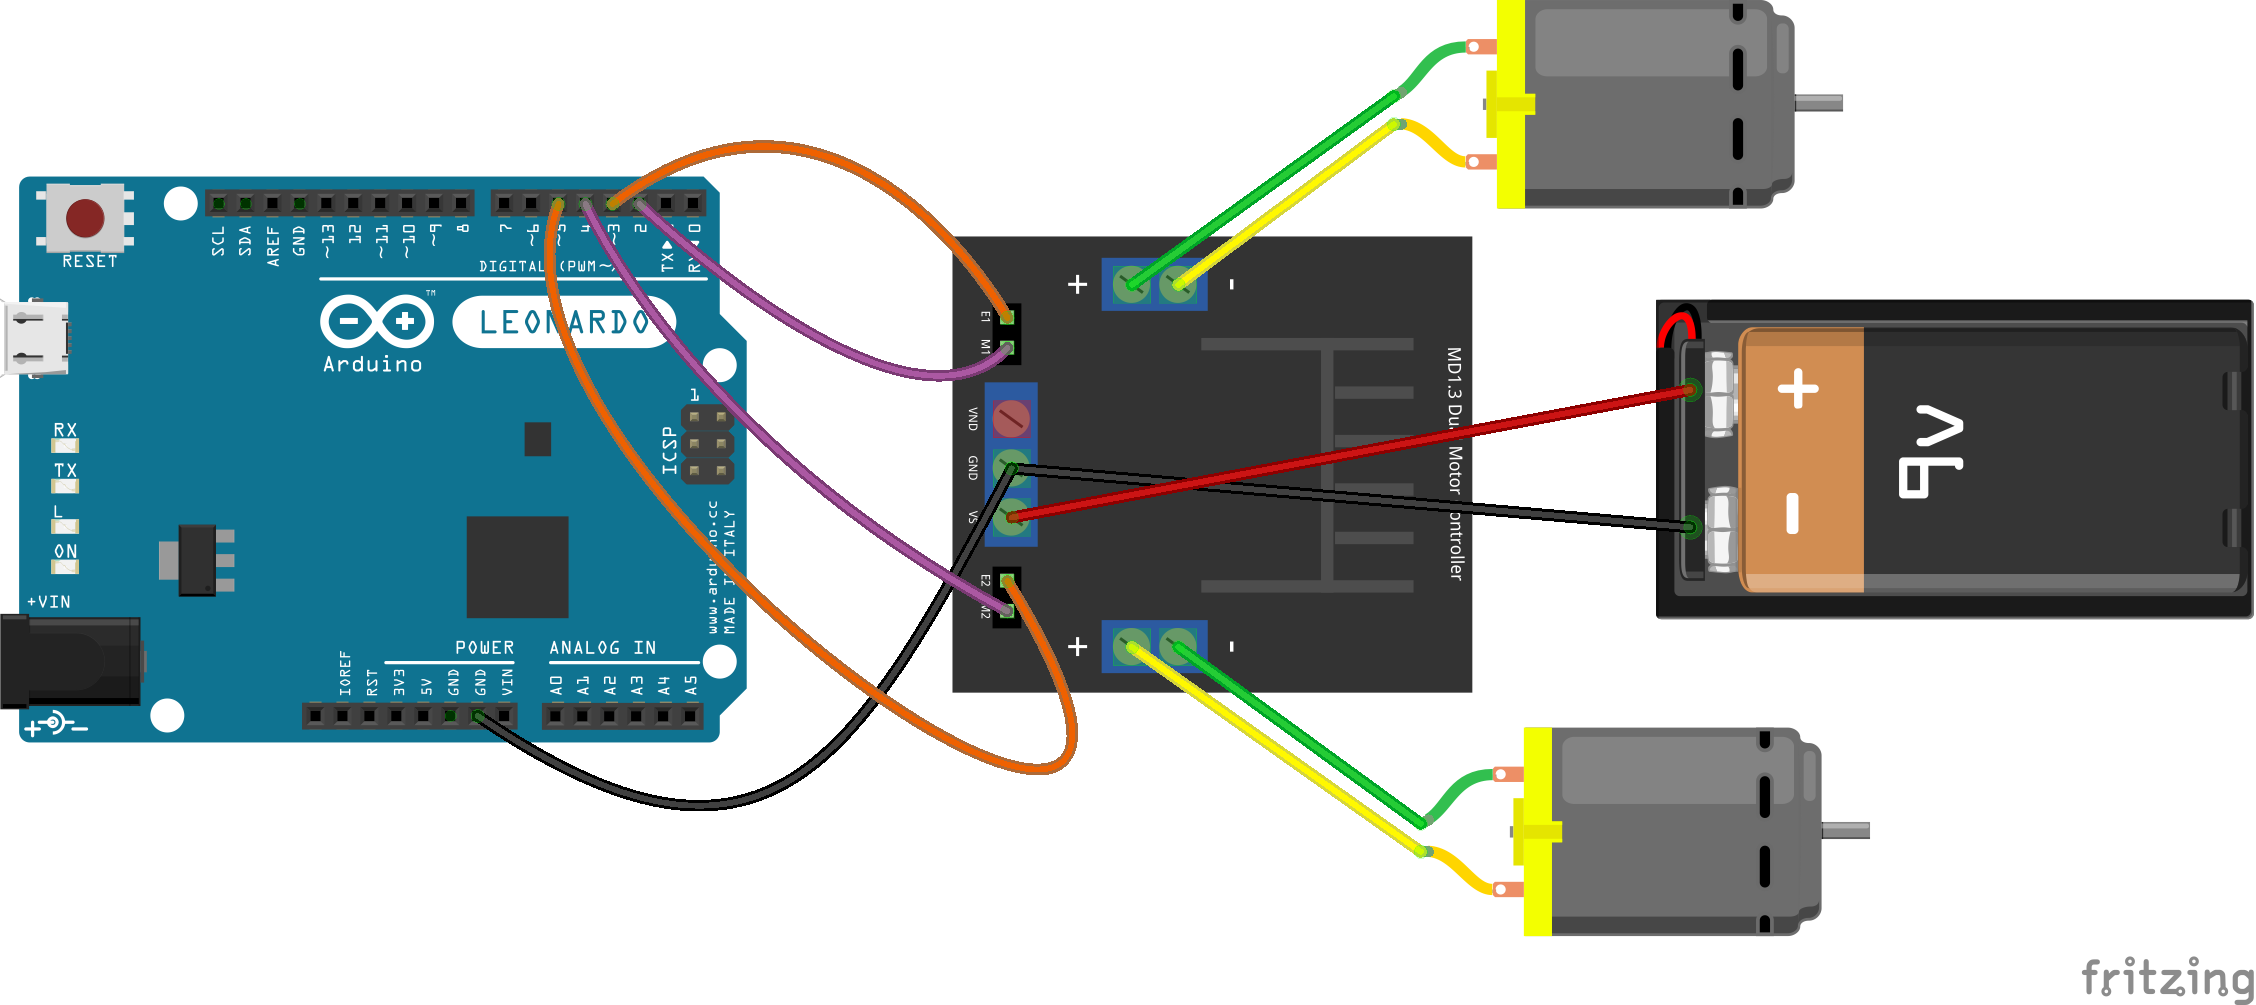 RESET
SCL
SDA
AREF
GND
~13
12
~11
~10
~9
8
7
~6
~5
4
~3
2
TX▶
0
DIGITAL (PWM~)
TM
LEONARDO
Arduino
1
ICSP
RX
TX
L
ON
+VIN
www.arduino.cc
MADE IN ITALY
POWER
ANALOG IN
IOREF
RST
3V3
5V
GND
GND
VIN
A0
A1
A2
A3
A4
A5
+ -
+ -
E1
M1
VND
GND
VS
E2
M2
+ -
MD1.3 Dual Motor Controller
+
-
9V
fritzing